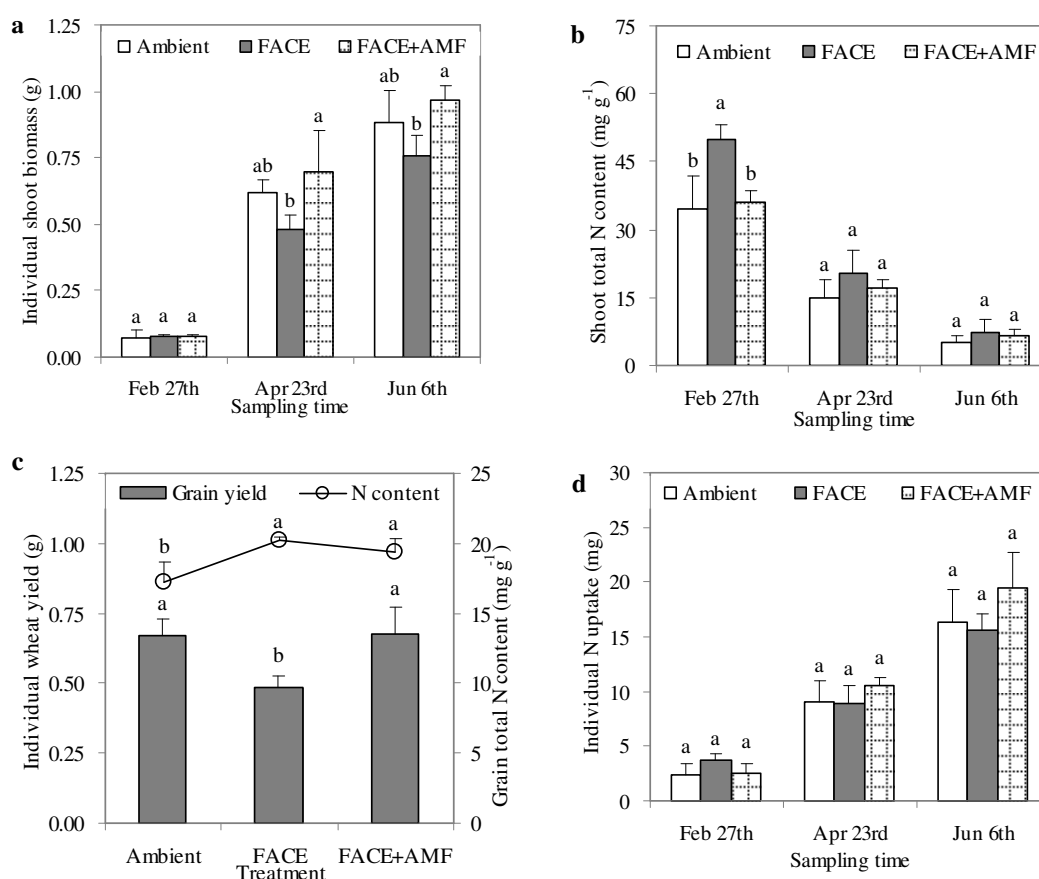 a
Ambient FACE FACE+AMF
Individual shoot biomass (g)
1.25
1.00
0.75
0.50
0.25
0.00
a a a
ab b a
ab b a
Feb 27th Apr 23rd Jun 6th
Sampling time
b
Ambient FACE FACE+AMF
Shoot total N content (mg g-1)
75
60
45
30
15
0
b a b
a a a
a a a
Feb 27th Apr 23rd Jun 6th
Sampling time
c
Grain yield N content
Individual wheat yield (g)
1.25
1.00
0.75
0.50
0.25
0.00
b a a
a b a
25
20
15
10
5
0
Grain total N content (mg g-1)
Ambient FACE FACE+AMF
Treatment
d
Ambient FACE FACE+AMF
Individual N uptake (mg)
30
25
20
15
10
5
0
a a a
a a a
a a a
Feb 27th Apr 23rd Jun 6th
Sampling time